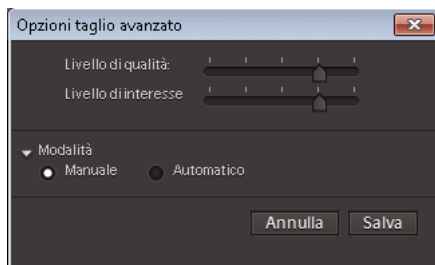 Opzioni taglio avanzato
Livello di qualità:
Livello di interesse
Modalità
Manuale Automatico
Annulla Salva